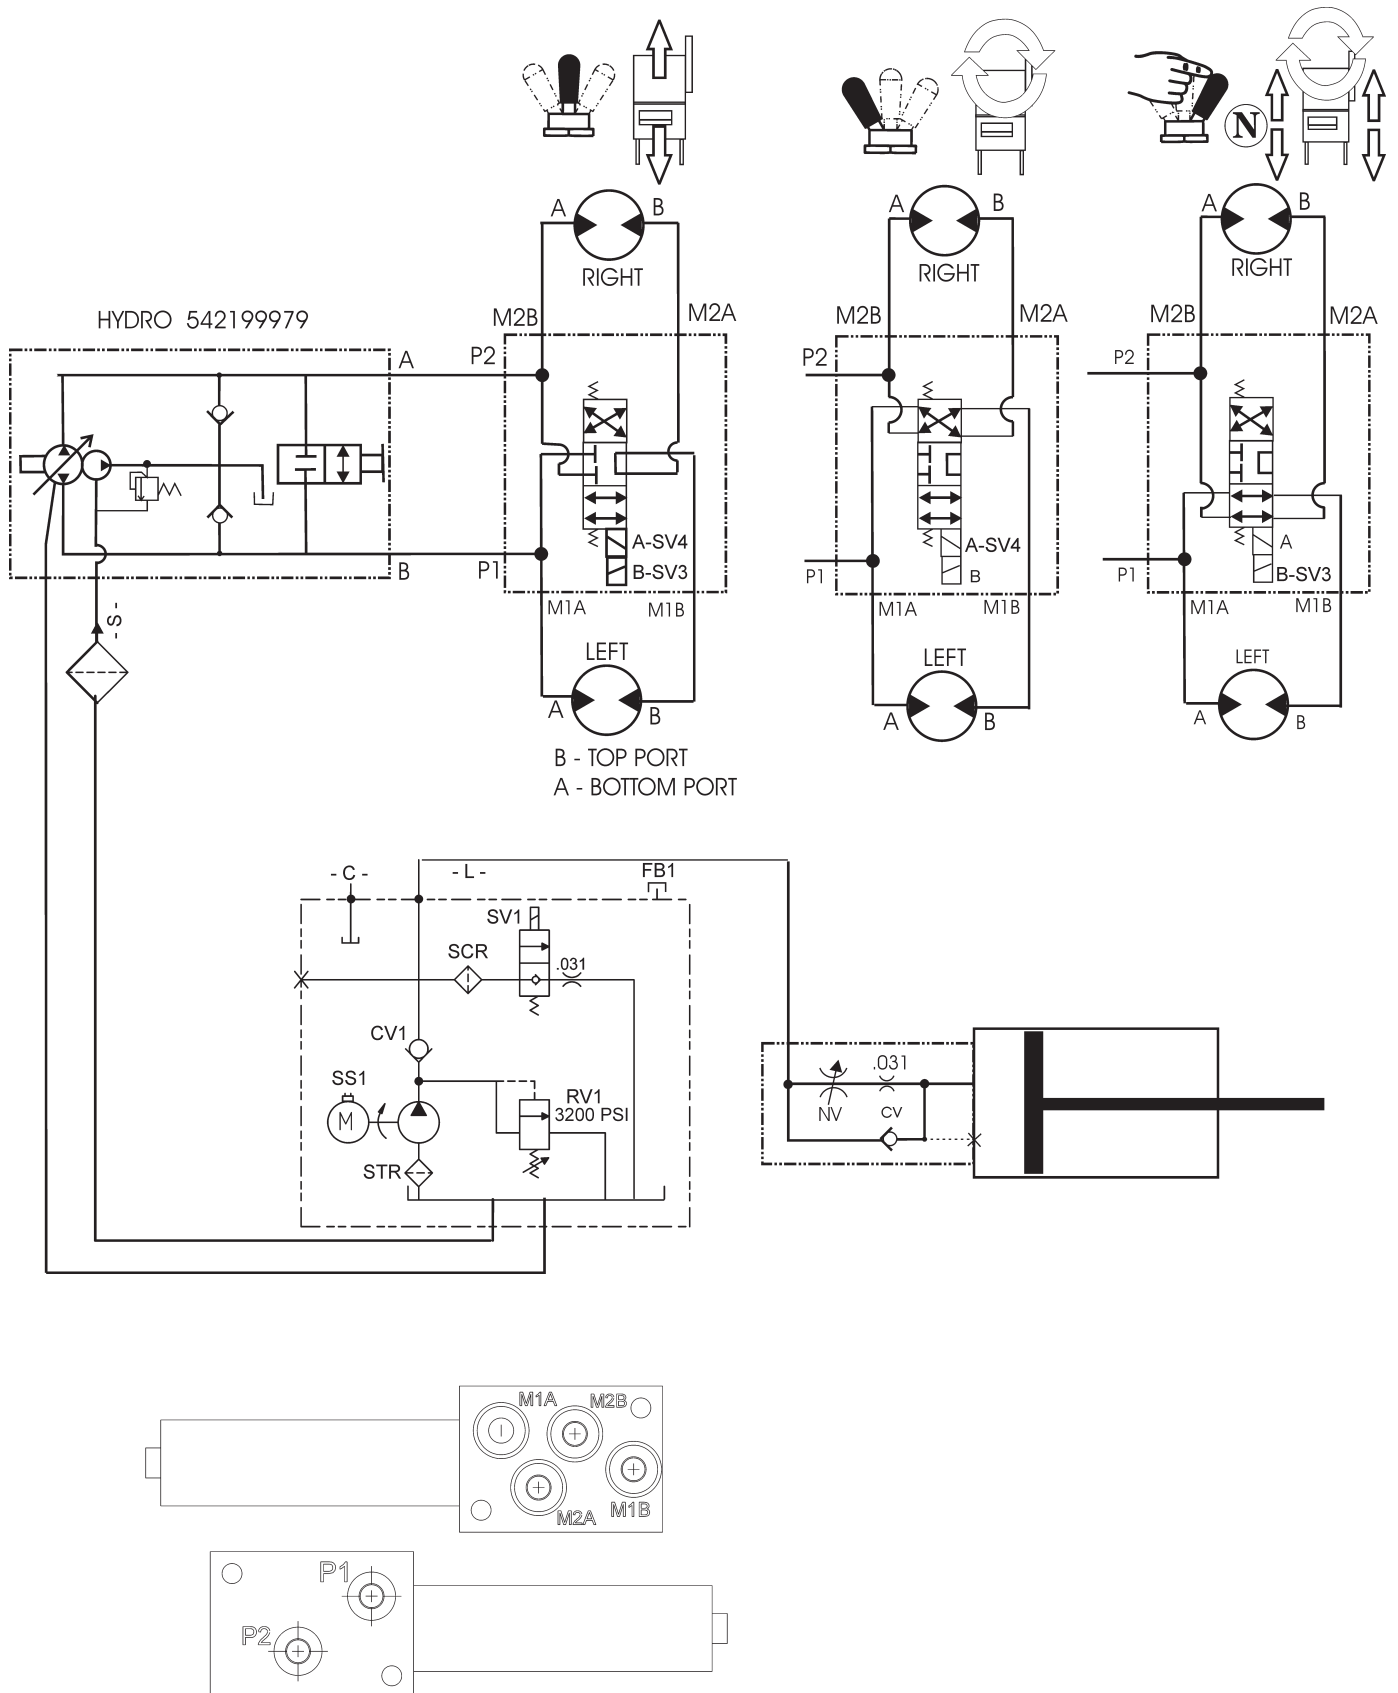 N
A
B
A
B
A
B
RIGHT
RIGHT
RIGHT
HYDRO 542199979
M2B
M2A
M2B
M2A
M2B
M2A
A
P2
P2
P2
A-SV4
B-SV3
A-SV4
B
A
B-SV3
B
P1
P1
P1
M1A
M1B
M1A
M1B
M1A
M1B
- S -
LEFT
LEFT
LEFT
A
B
A
B
A
B
B - TOP PORT
A - BOTTOM PORT
- C -
- L -
FB1
SV1
SCR
.031
CV1
SS1
M
RV1
3200 PSI
STR
.031
NV
CV
M1A
M2B
M2A
M1B
P1
P2